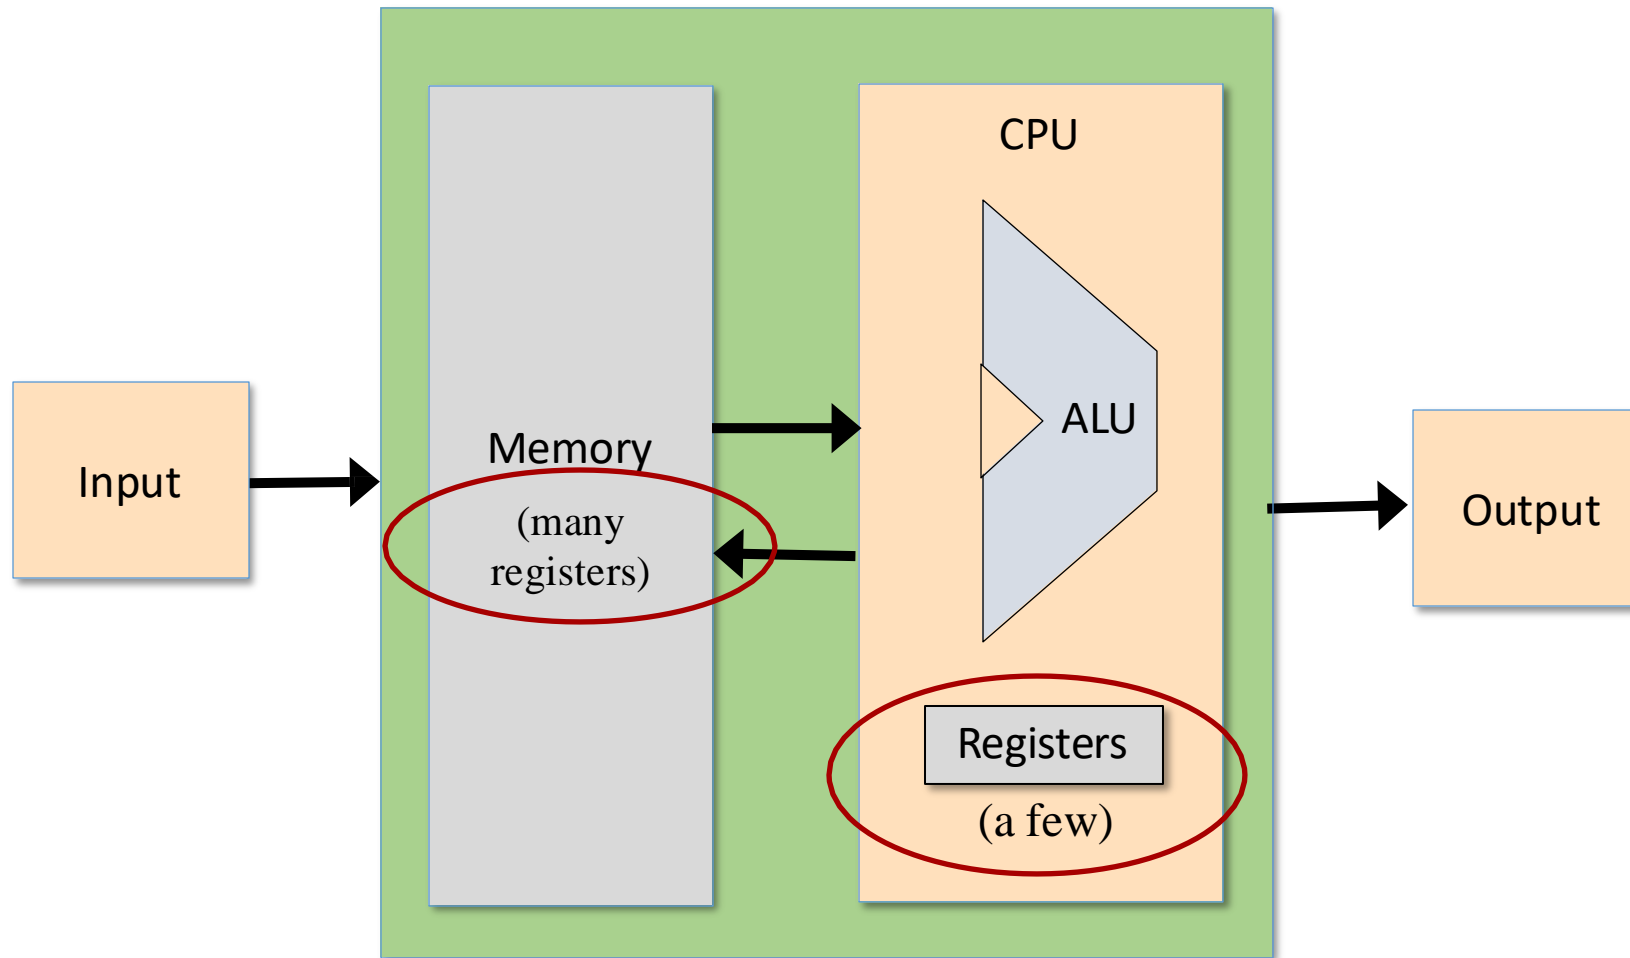 Input
Memory
(many
registers)
CPU
ALU
Registers
(a few)
Output